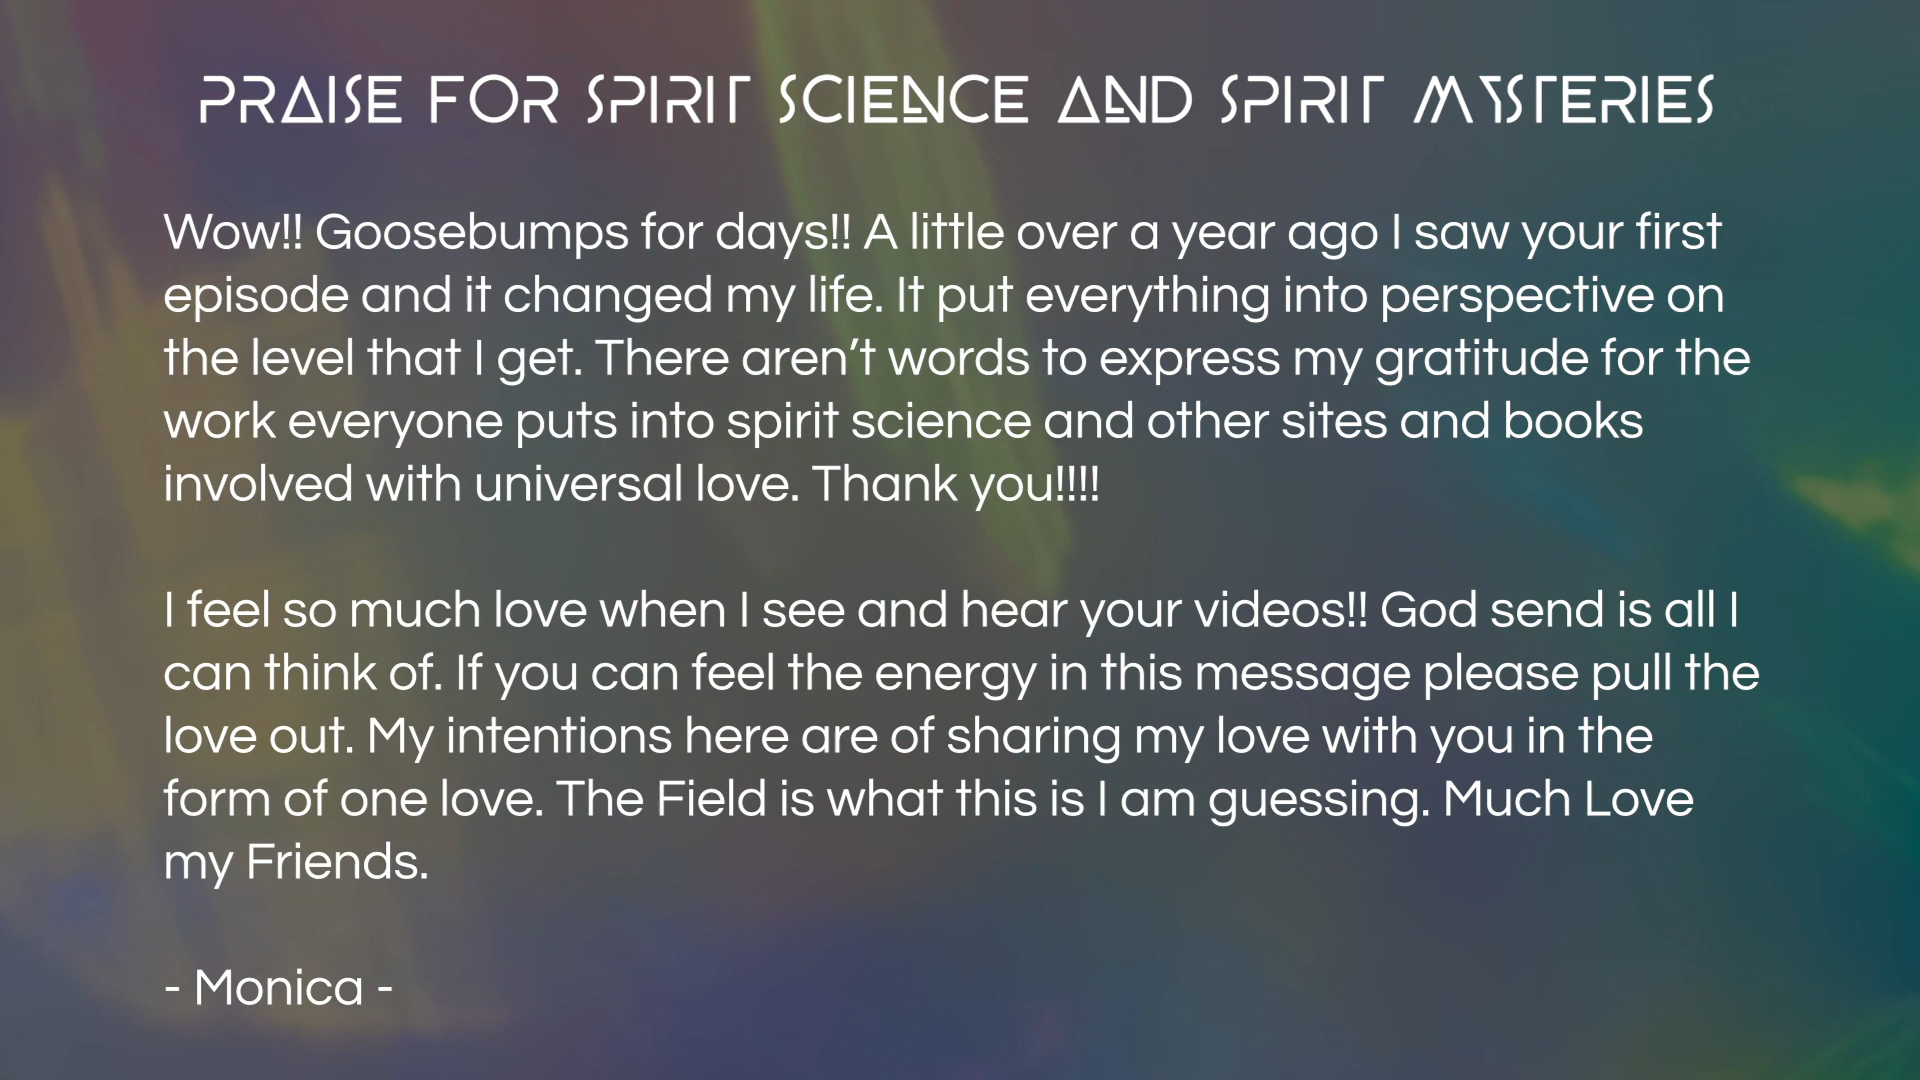 PRAISE FOR SPIRIT SCIENCE AND SPIRIT MYSTERIES
Wow!! Goosebumps for days!! A little over a year ago I saw your first
episode and it changed my life. It put everything into perspective on
the level that I get. There aren’t words to express my gratitude for the
work everyone puts into spirit science and other sites and books
involved with universal love. Thank you!!!!
I feel so much love when I see and hear your videos!! God send is all I
can think of. If you can feel the energy in this message please pull the
love out. My intentions here are of sharing my love with you in the
form of one love. The Field is what this is I am guessing. Much Love
my Friends.
- Monica -